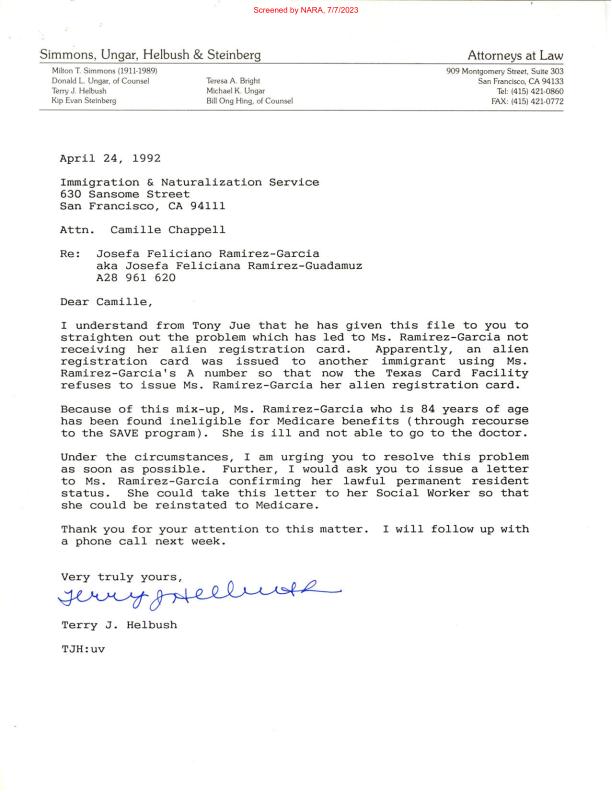 Screened by NARA, 7/7/2023
Simmons, Ungar, Helbush & Steinberg
Attorneys at Law
Milton T. Simmons (1911-1989)
Donald L. Ungar, of Counsel
Terry J. Helbush
Kip Evan Steinberg
Teresa A. Bright
Michael K. Ungar
Bill Ong Hing, of Counsel
909 Montgomery Street, Suite 303
San Francisco, CA 94133
Tel: (415) 421-0860
FAX: (415) 421-0772
April 24, 1992
Immigration & Naturalization Service
630 Sansome Street
San Francisco, CA 94111
Attn. Camille Chappell
Re: Josefa Feliciano Ramirez-Garcia
aka Josefa Feliciana Ramirez-Guadamuz
A28 961 620
Dear Camille,
I understand from Tony Jue that he has given this file to you to
straighten out the problem which has led to Ms. Ramirez-Garcia not
receiving her alien registration card. Apparently, an alien
registration card was issued to another immigrant using Ms.
Ramirez-Garcia's A number so that now the Texas Card Facility
refuses to issue Ms. Ramirez-Garcia her alien registration card.
Because of this mix-up, Ms. Ramirez-Garcia who is 84 years of age
has been found ineligible for Medicare benefits (through recourse
to the SAVE program). She is ill and not able to go to the doctor.
Under the circumstances, I am urging you to resolve this problem
as soon as possible. Further, I would ask you to issue a letter
to Ms. Ramirez-Garcia confirming her lawful permanent resident
status. She could take this letter to her Social Worker so that
she could be reinstated to Medicare.
Thank you for your attention to this matter. I will follow up with
a phone call next week.
Very truly yours,
Terry J Helbush
Terry J. Helbush
TJH:uv